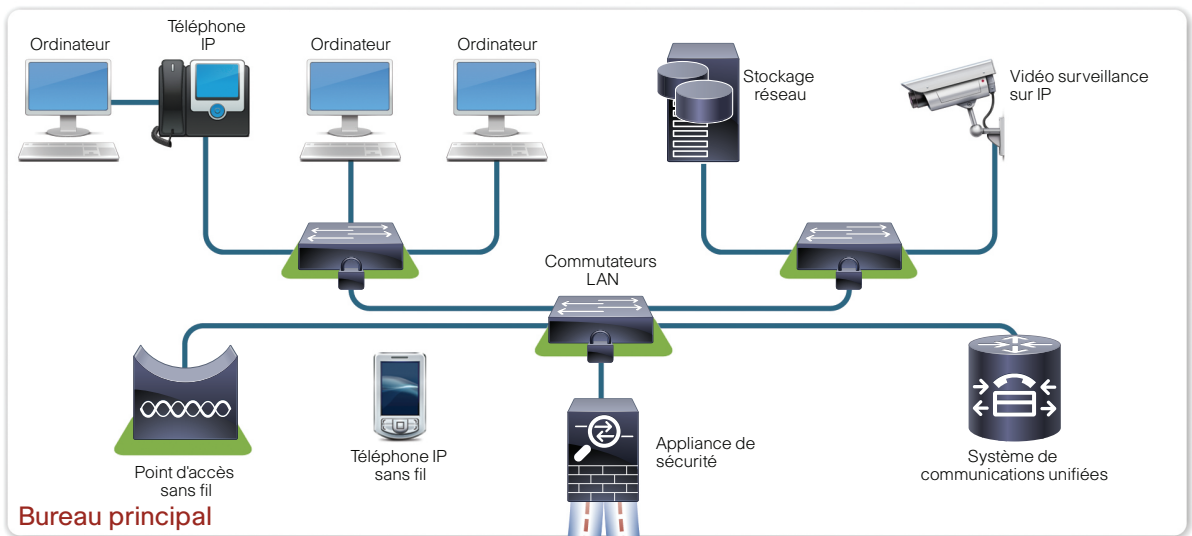 Téléphone
IP
Ordinateur
Ordinateur
Ordinateur
Stockage
réseau
Vidéo surveillance
sur IP
Commutateurs
LAN
Point d'accès
sans fil
Téléphone IP
sans fil
Appliance de
sécurité
Système de
communications unifiées
Bureau principal